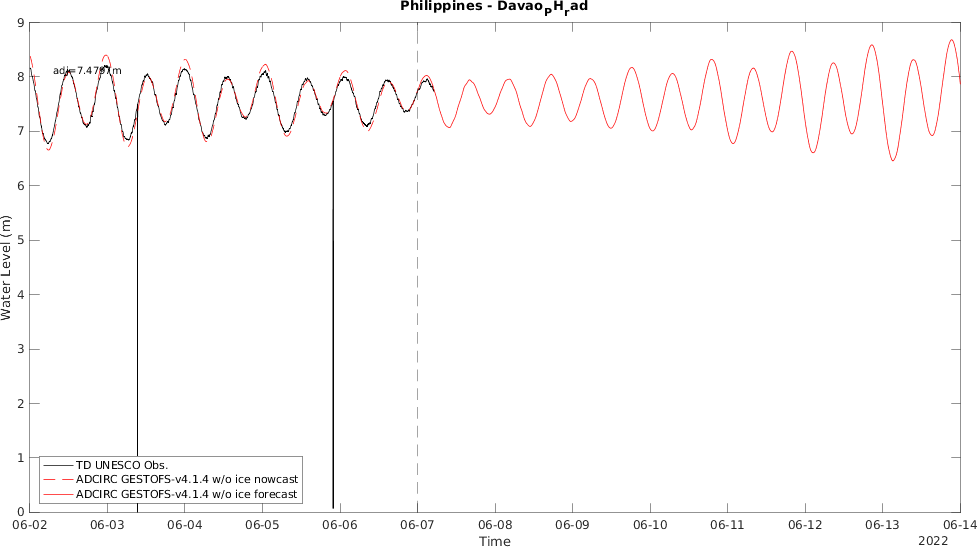 Philippines - Davao_PH_rad
9
8
7
6
5
4
3
2
1
0
adj=7.4797m
Water Level (m)
TD UNESCO Obs.
ADCIRC GESTOFS-v4.1.4 w/o ice nowcast
ADCIRC GESTOFS-v4.1.4 w/o ice forecast
06-02 06-03 06-04 06-05 06-06 06-07 06-08 06-09 06-10 06-11 06-12 06-13 06-14
Time
2022